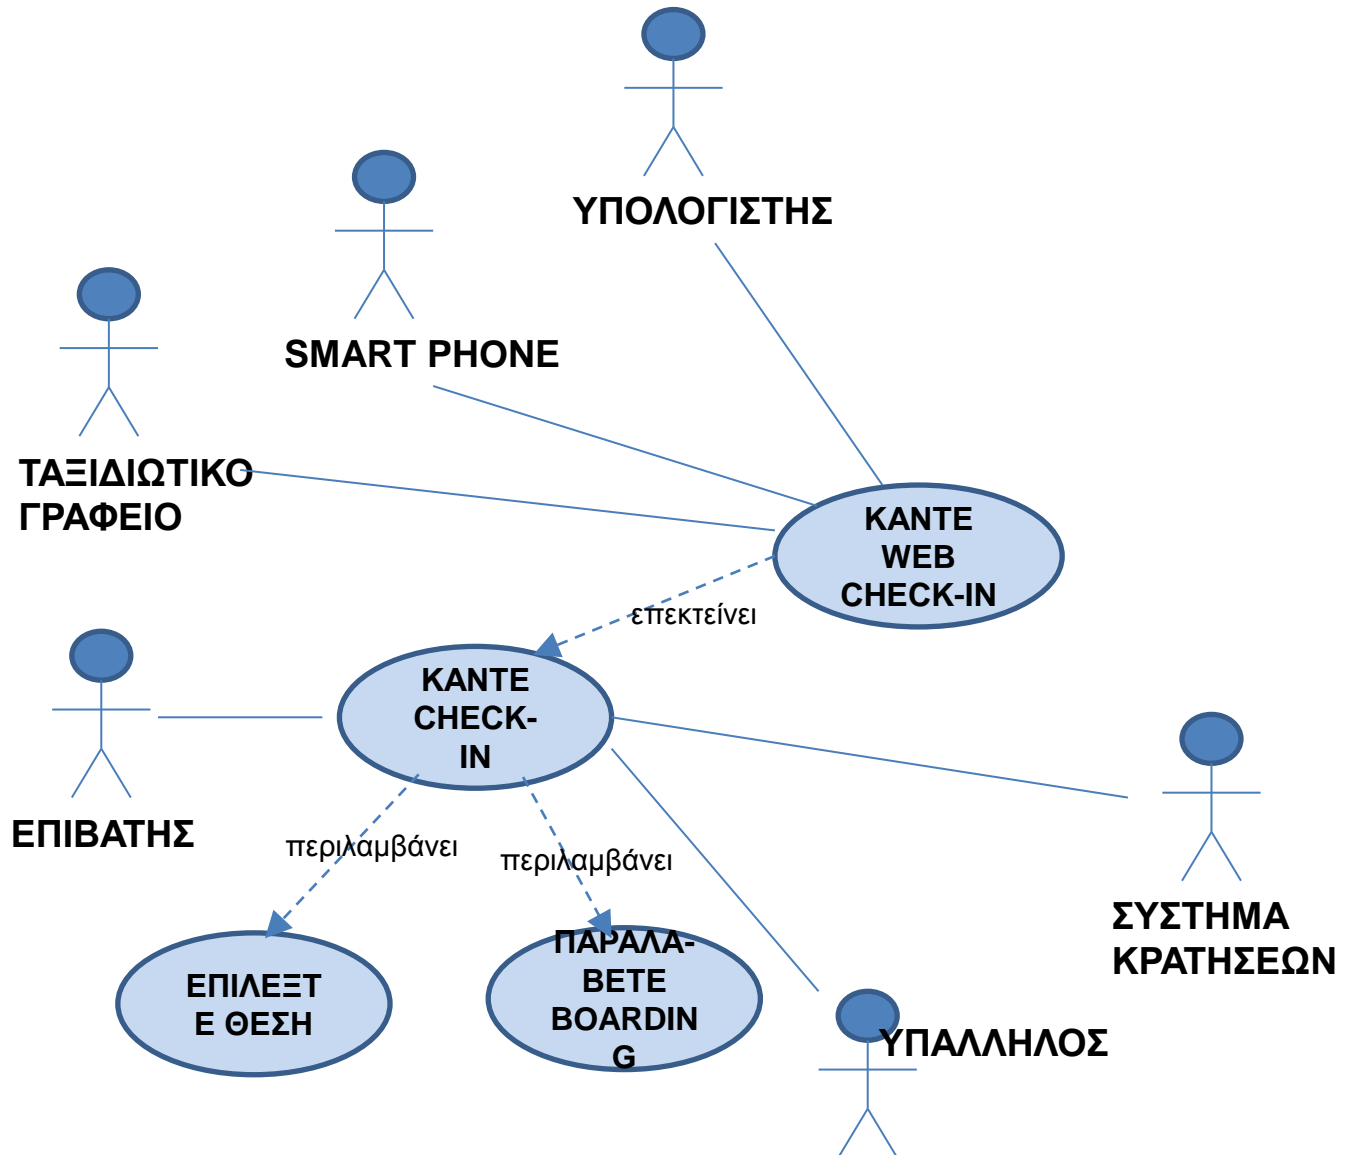 ΥΠΟΛΟΓΙΣΤΗΣ
SMART PHONE
ΤΑΞΙΔΙΩΤΙΚΟ
ΓΡΑΦΕΙΟ
ΚΑΝΤΕ
WEB
CHECK-IN
επεκτείνει
ΚΑΝΤΕ
CHECK-
IN
ΕΠΙΒΑΤΗΣ
περιλαμβάνει
περιλαμβάνει
ΣΥΣΤΗΜΑ
ΚΡΑΤΗΣΕΩΝ
ΕΠΙΛΕΞΤ
Ε ΘΕΣΗ
ΠΑΡΑΛΑ-
ΒΕΤΕ
BOARDIN
G
ΥΠΑΛΛΗΛΟΣ